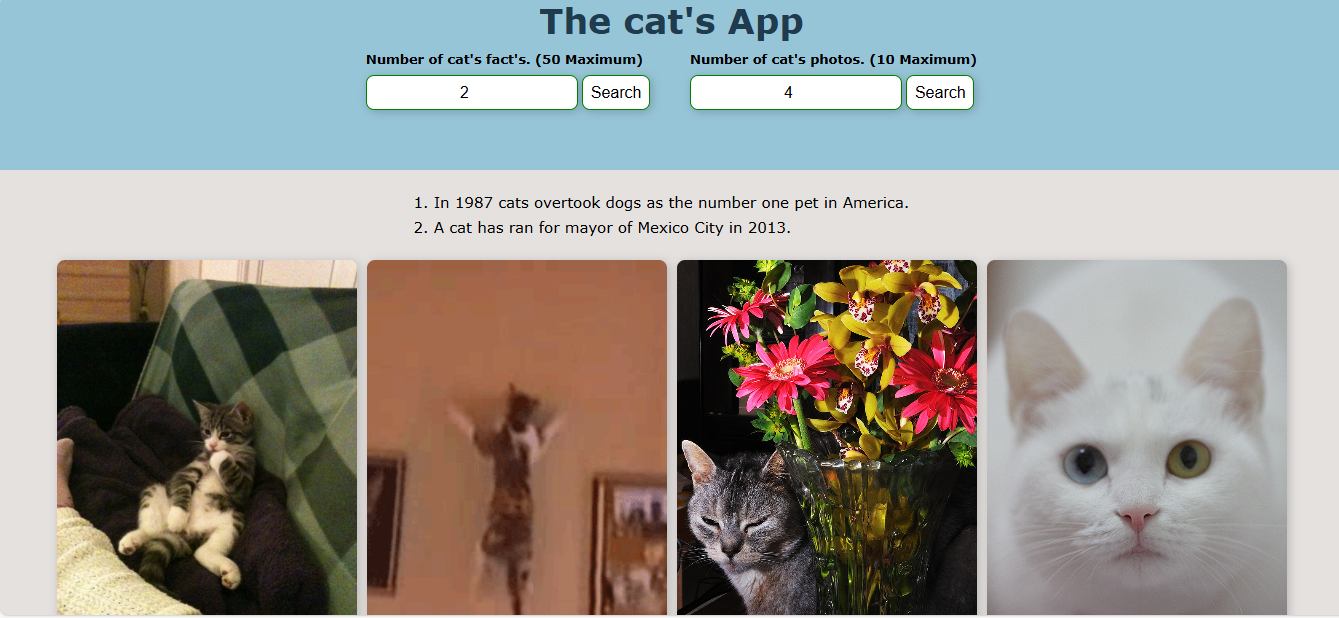 The cat's App
Number of cat's fact's. (50 Maximum)
2 Search
Number of cat's photos. (10 Maximum)
4 Search
1. In 1987 cats overtook dogs as the number one pet in America.
2. A cat has ran for mayor of Mexico City in 2013.